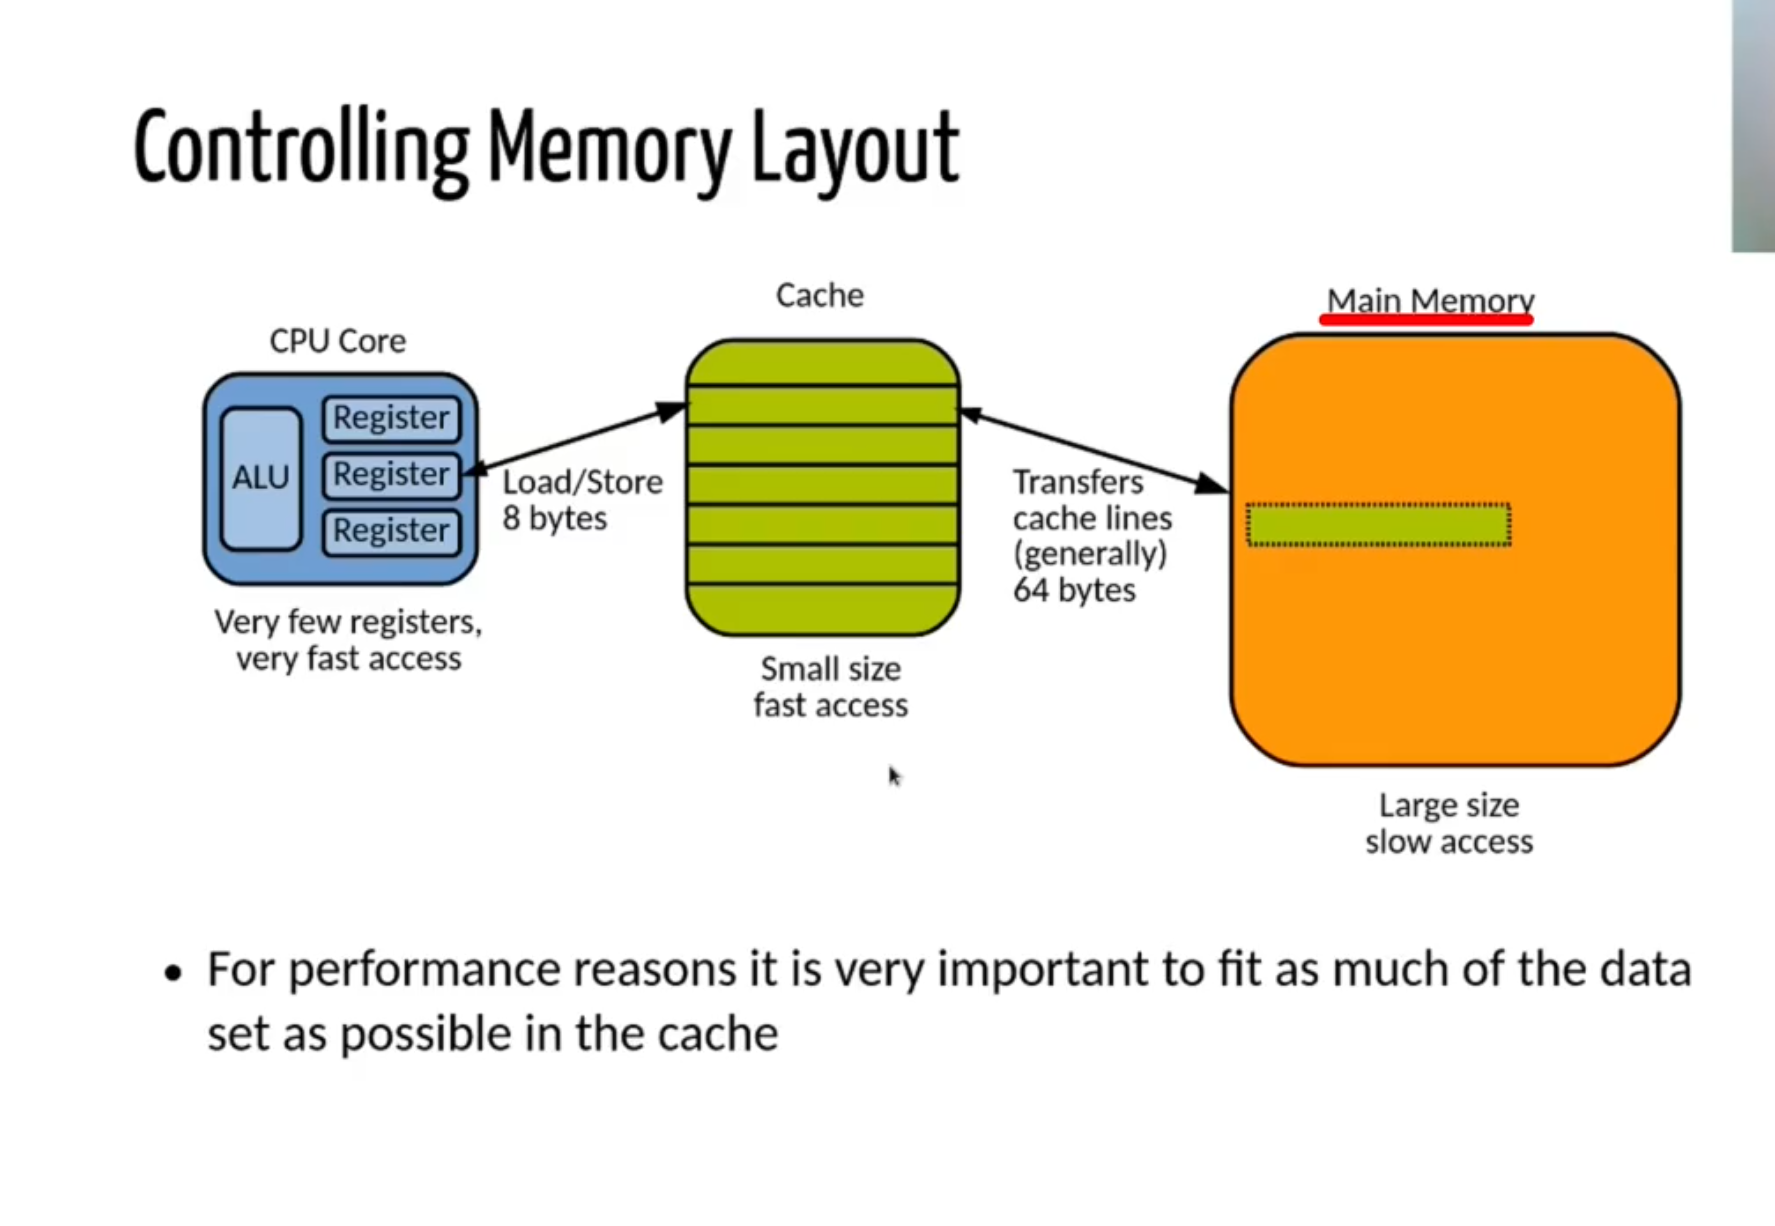 Controlling Memory Layout
CPU Core
ALU
Register
Register
Register
Very few registers,
very fast access
Load/Store
8 bytes
Cache
Small size
fast access
Transfers
cache lines
(generally)
64 bytes
Main Memory
Large size
slow access
• For performance reasons it is very important to fit as much of the data
set as possible in the cache